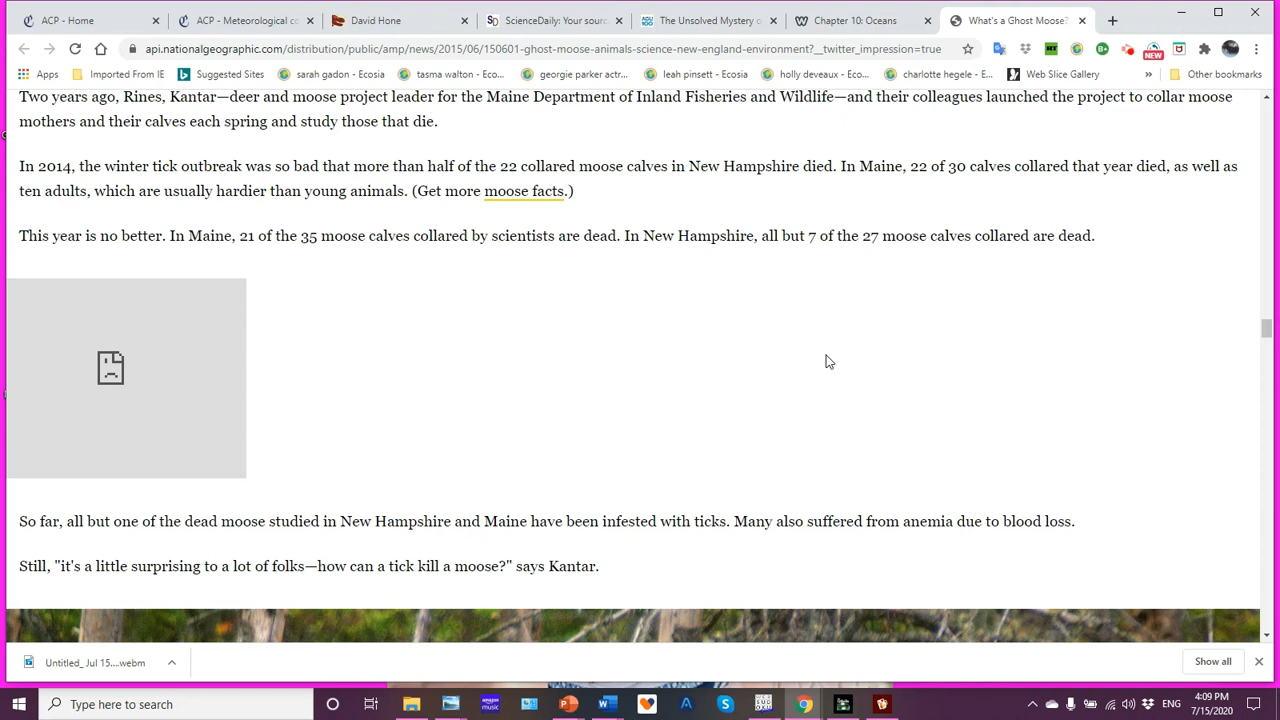 ACP - Home
ACP - Meteorological c
David Hone
ScienceDaily: Your sourc
The Unsolved Mystery o
Chapter 10: Oceans
What's a Ghost Moose?
api.nationalgeographic.com/distribution/public/amp/news/2015/06/150601-ghost-moose-animals-science-new-england-environment?__twitter_impression=true
Apps
Imported From IE
Suggested Sites
sarah gadon - Ecosia
tasma walton - Eco...
georgie parker actr...
leah pinsett - Ecosia
holly deveaux - Eco...
charlotte hegele - E...
Web Slice Gallery
»
Other bookmarks
Two years ago, Rines, Kantar—deer and moose project leader for the Maine Department of Inland Fisheries and Wildlife—and their colleagues launched the project to collar moose
mothers and their calves each spring and study those that die.
In 2014, the winter tick outbreak was so bad that more than half of the 22 collared moose calves in New Hampshire died. In Maine, 22 of 30 calves collared that year died, as well as
ten adults, which are usually hardier than young animals. (Get more moose facts.)
This year is no better. In Maine, 21 of the 35 moose calves collared by scientists are dead. In New Hampshire, all but 7 of the 27 moose calves collared are dead.
So far, all but one of the dead moose studied in New Hampshire and Maine have been infested with ticks. Many also suffered from anemia due to blood loss.
Still, "it's a little surprising to a lot of folks—how can a tick kill a moose?" says Kantar.
Untitled_ Jul 15....webm
Show all
Type here to search
ENG
4:09 PM
7/15/2020